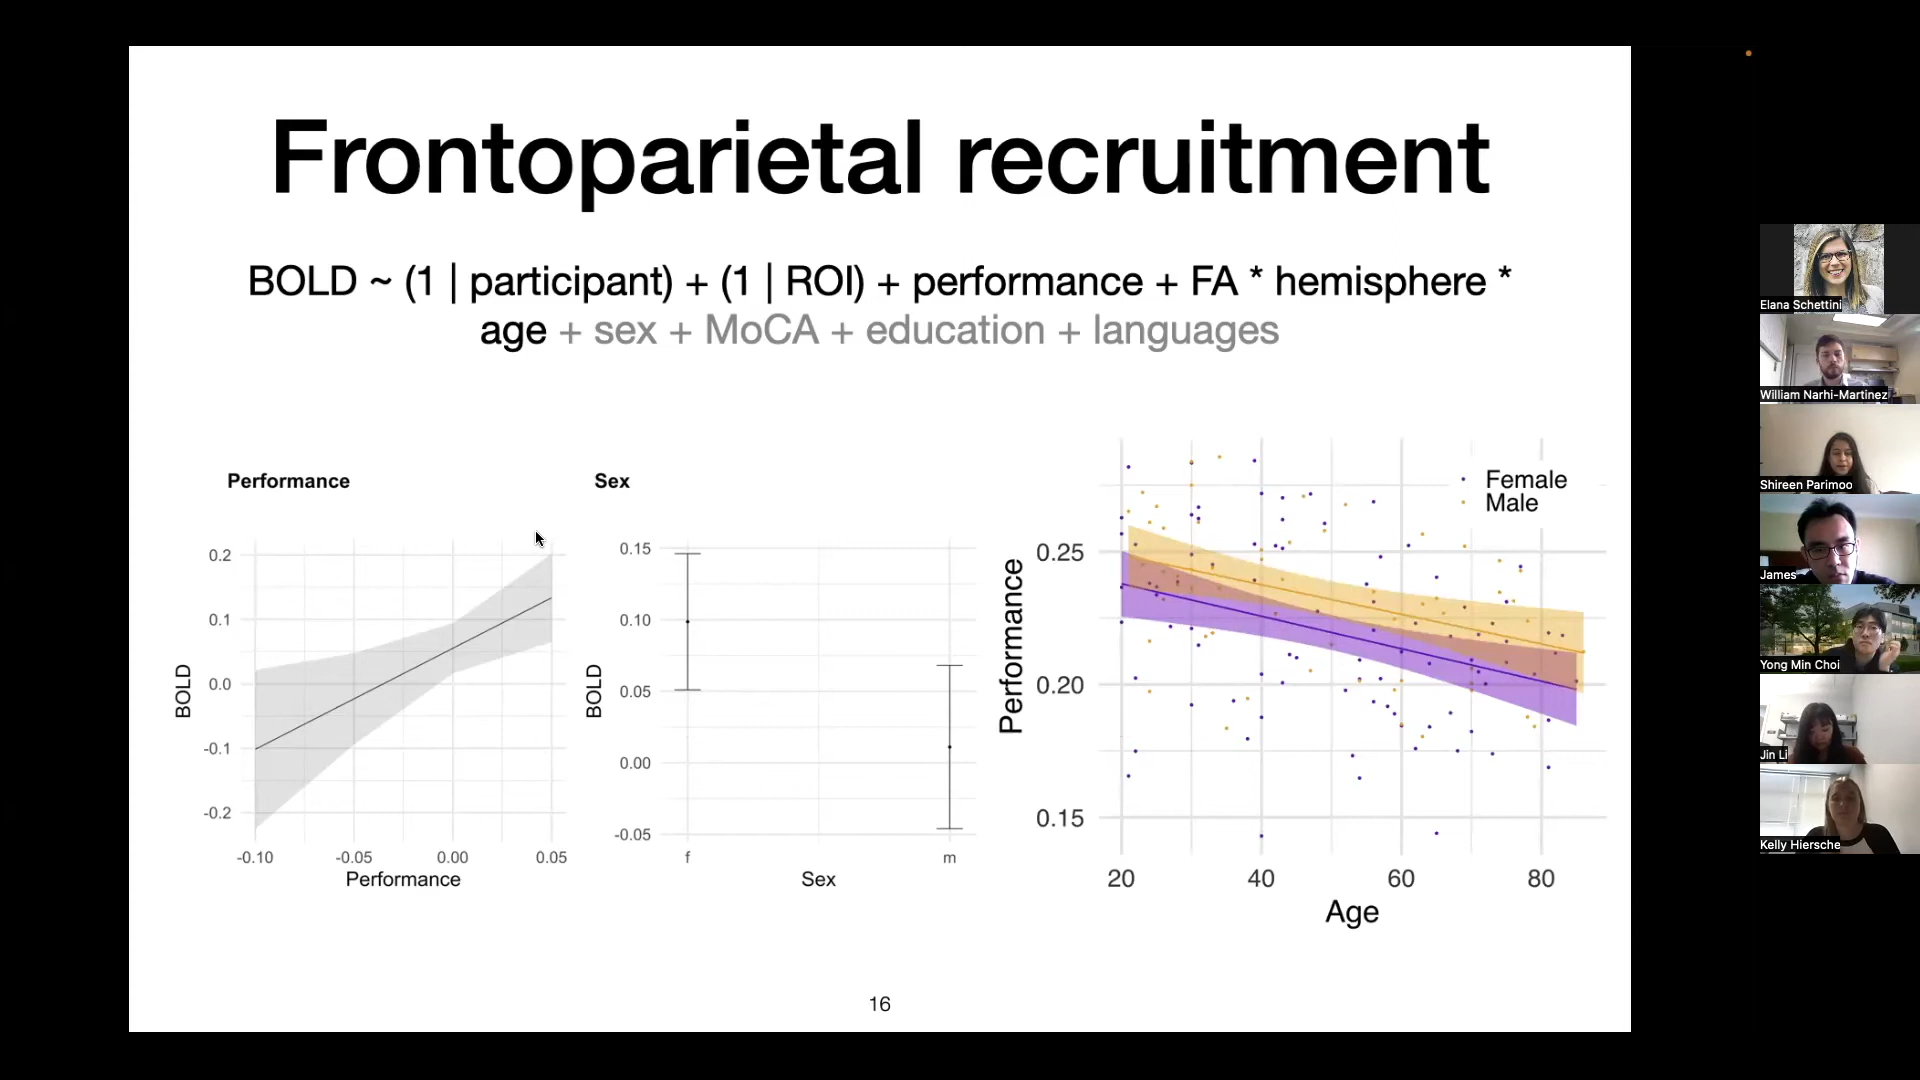 Frontoparietal recruitment
BOLD ~ (1 | participant) + (1 | ROI) + performance + FA * hemisphere *
age + sex + MoCA + education + languages
Performance
0.2
0.1
0.0
-0.1
-0.2
BOLD
-0.10 -0.05 0.00 0.05
Performance
Sex
0.15
0.10
0.05
0.00
-0.05
BOLD
f m
Sex
Female
Male
0.25
0.20
0.15
Performance
20 40 60 80
Age
16
Elana Schettini
William Narhi-Martinez
Shireen Parimoo
James
Yong Min Choi
Jin Li
Kelly Hiersche